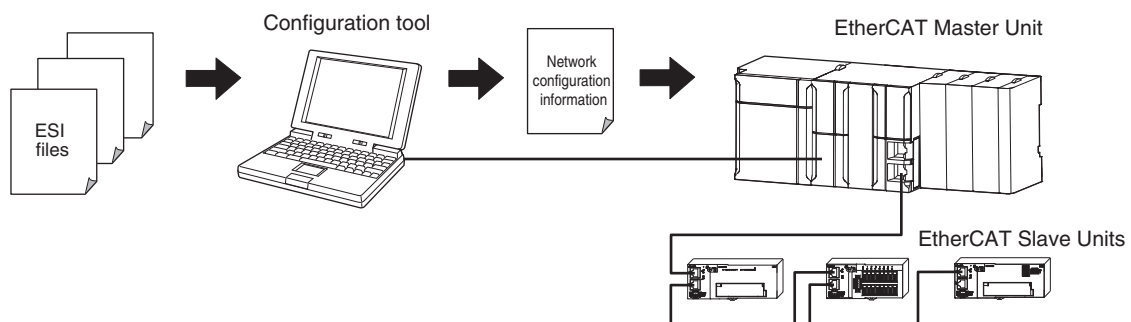 Configuration tool
EtherCAT Master Unit
Network
configuration
information
ESI
files
EtherCAT Slave Units